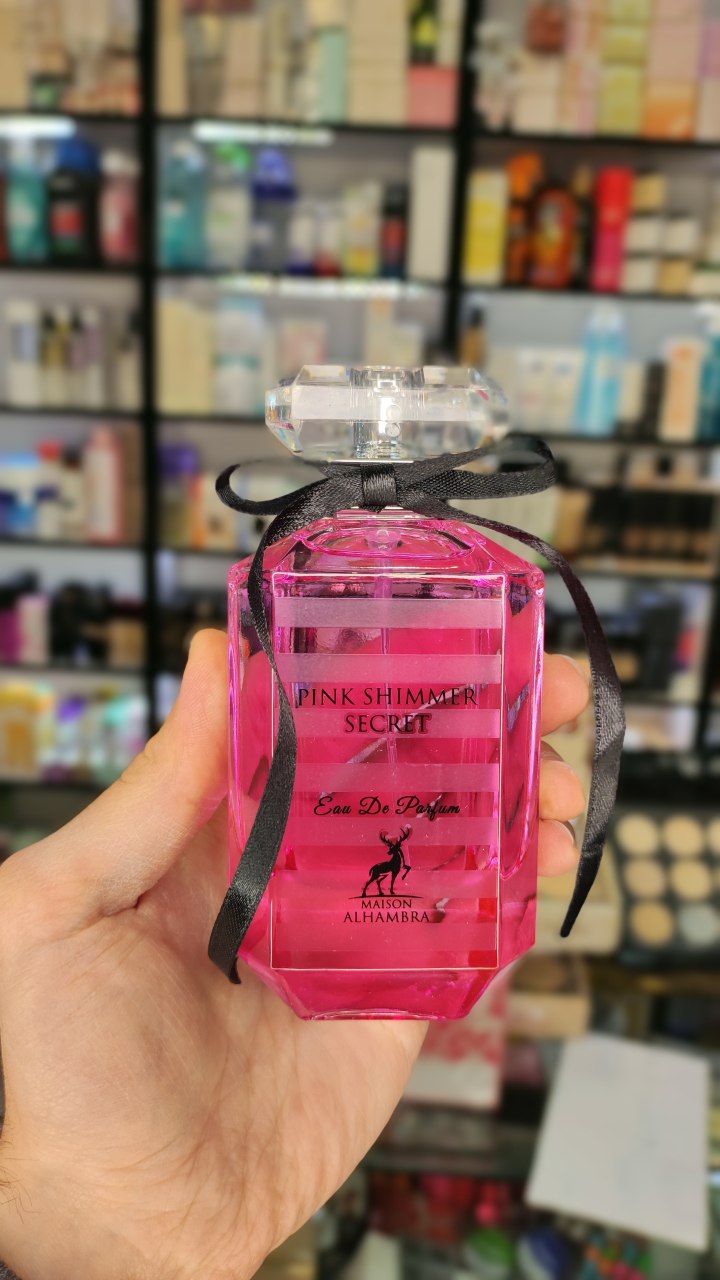 PINK SHIMMER
SECRET
Eau De Parfum
MAISON
ALHAMBRA